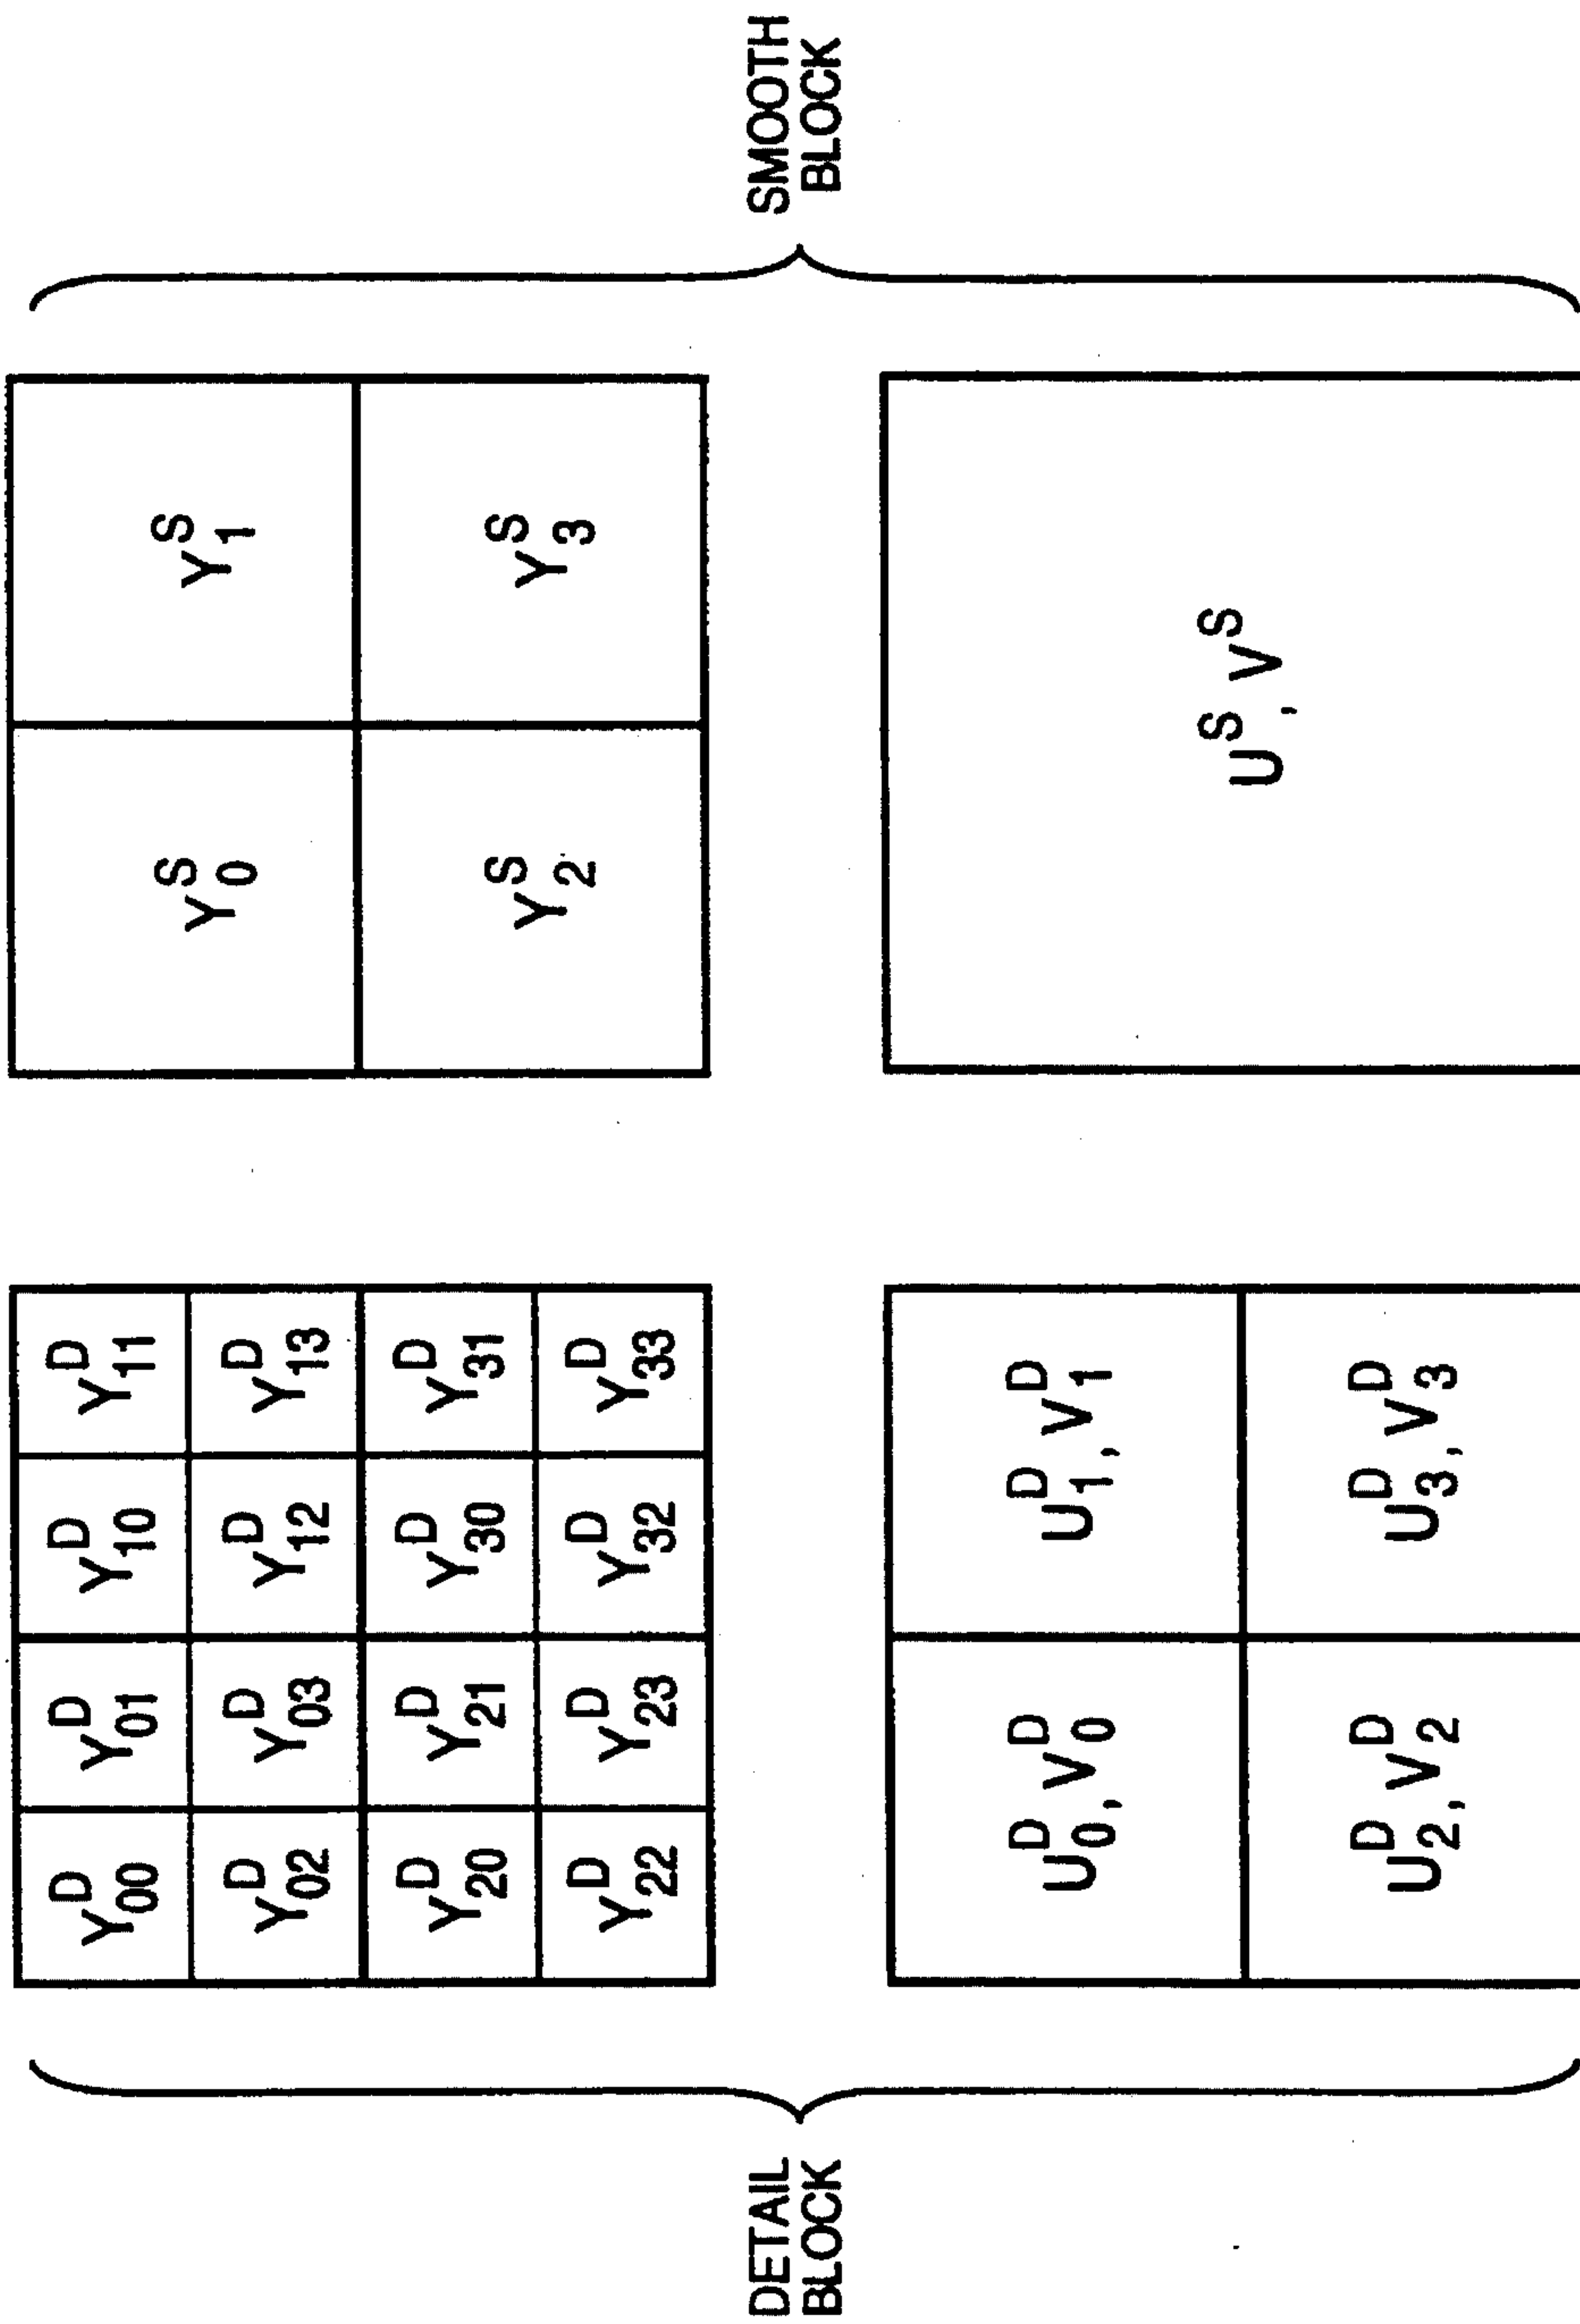 DETAIL
BLOCK
Y^D_00 Y^D_01 Y^D_10 Y^D_11
Y^D_02 Y^D_03 Y^D_12 Y^D_13
Y^D_20 Y^D_21 Y^D_30 Y^D_31
Y^D_22 Y^D_23 Y^D_32 Y^D_33
U^D_0, V^D_0 U^D_1, V^D_1
U^D_2, V^D_2 U^D_3, V^D_3
Y^S_0 Y^S_1
Y^S_2 Y^S_3
U^S, V^S
SMOOTH
BLOCK